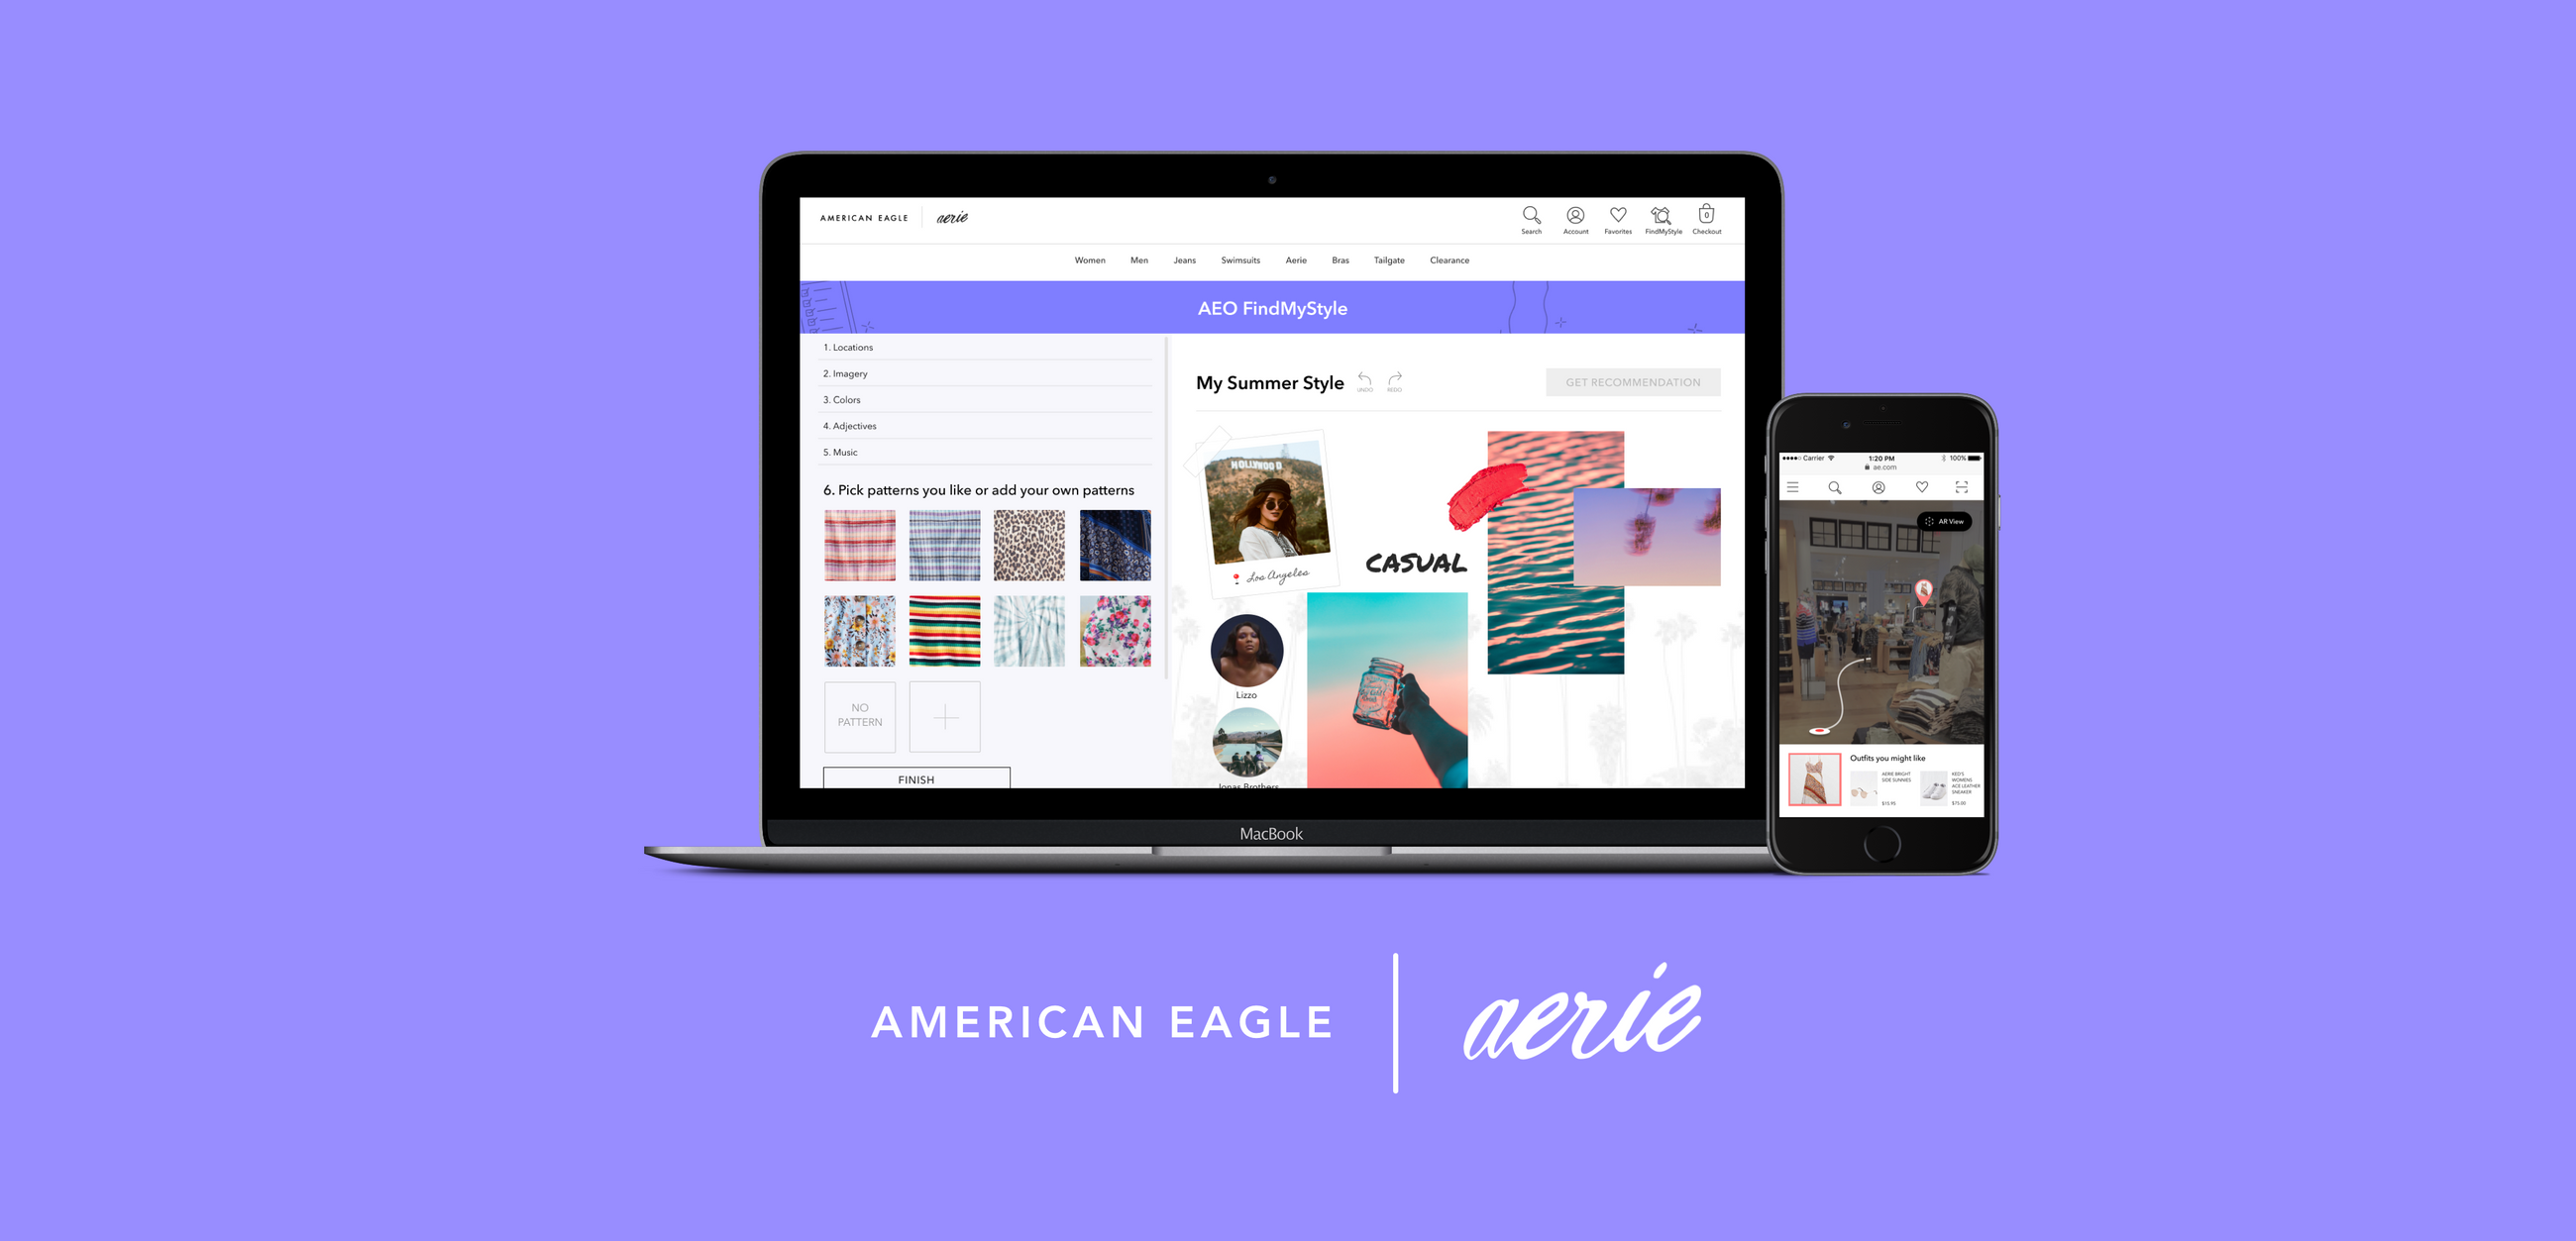 AMERICAN EAGLE
aerie
Search
Account
Favorites
FindMyStyle
0
Checkout
Women
Men
Jeans
Swimsuits
Aerie
Bras
Tailgate
Clearance
AEO FindMyStyle
1. Locations
2. Imagery
3. Colors
4. Adjectives
5. Music
6. Pick patterns you like or add your own patterns
NO
PATTERN
FINISH
My Summer Style
UNDO
REDO
GET RECOMMENDATION
HOLLYWOOD
Los Angeles
CASUAL
Lizzo
Jonas Brothers
MacBook
Carrier
1:20 PM
100%
ae.com
AR View
Outfits you might like
AERIE BRIGHT
SIDE SUNNIES
$15.95
KED'S
WOMENS
ACE LEATHER
SNEAKER
$75.00
AMERICAN EAGLE
aerie